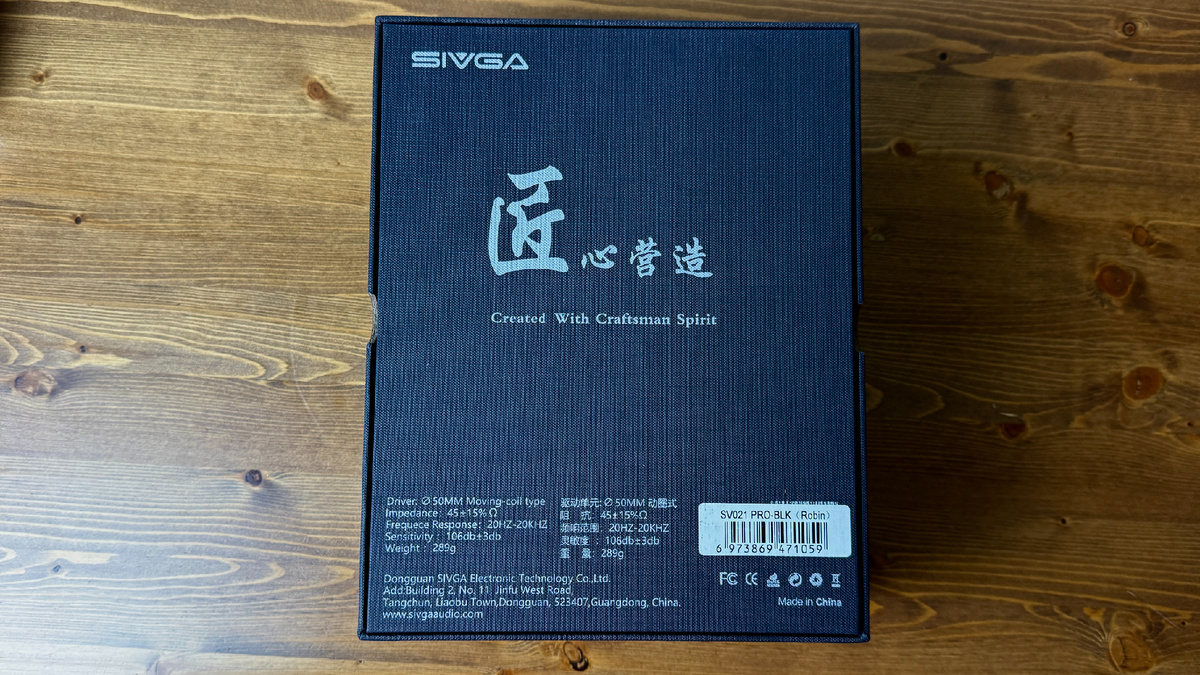 SIVGA
匠心营造
Created With Craftsman Spirit
Driver: ∅50MM Moving-coil type
Impedance: 45±15%Ω
Frequece Response: 20HZ-20KHZ
Sensitivity : 106db±3db
Weight : 289g
驱动单元: ∅50MM 动圈式
阻 抗: 45±15%Ω
频响范围: 20HZ-20KHZ
灵敏度 : 106db±3db
重 量: 289g
SV021 PRO-BLK（Robin）
6 973869 471059
FC CE
Made in China
Dongguan SIVGA Electronic Technology Co.,Ltd.
Add:Building 2, No. 11 Jinfu West Road,
Tangchun, Liaobu Town,Dongguan, 523407,Guangdong, China.
www.sivgaaudio.com